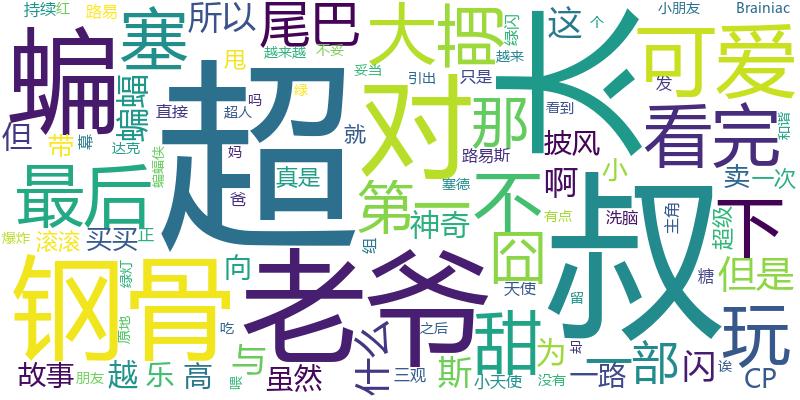 持续
红
路易
所以
尾巴
大
萌
绿闪
这
个
小朋友
Brainiac
塞
蝙
甩
越来越
不妥
妥当
越来
可爱
超
对
长
引出
只是
发
蝙蝠
直接
超人
吗
绿
就
那
看到
看完
和谐
但
带
幕
达克
妈
披风
路易斯
最后
蝙蝠侠
真是
塞德
啊
小
卖
一次
爸
第一
不
神奇
有点
洗脑
主角
超级
下
爆炸
滚滚
买买
正
组
囧
叔
钢骨
绿灯
向
老爷
天使
留
糖
但是
原地
吃
什么
之后
甜
为
却
玩
故事
朋友
越
乐
高
与
喂
虽然
三观
斯
小天使
没有
一路
部
闪
诶
CP